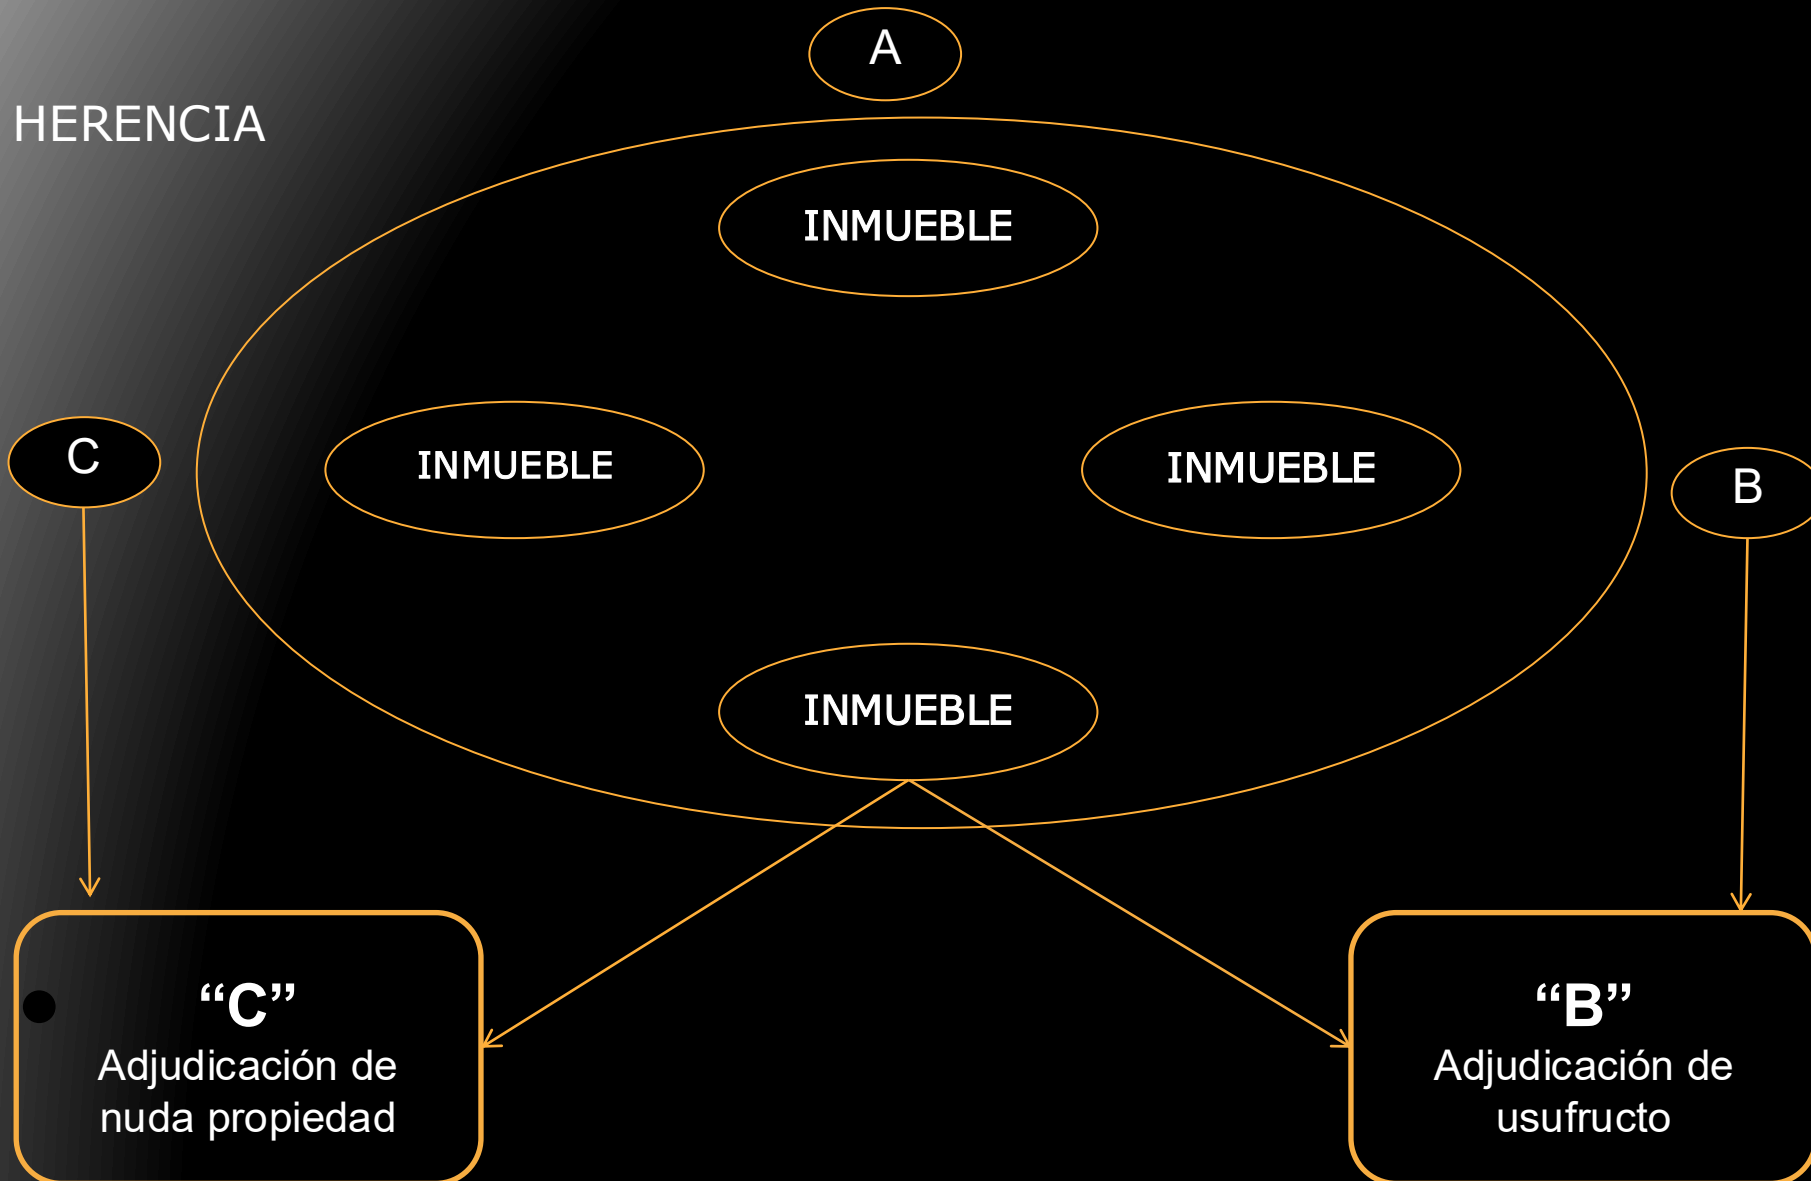 A
HERENCIA
INMUEBLE
C
INMUEBLE
INMUEBLE
B
INMUEBLE
“C”
Adjudicación de
nuda propiedad
“B”
Adjudicación de
usufructo